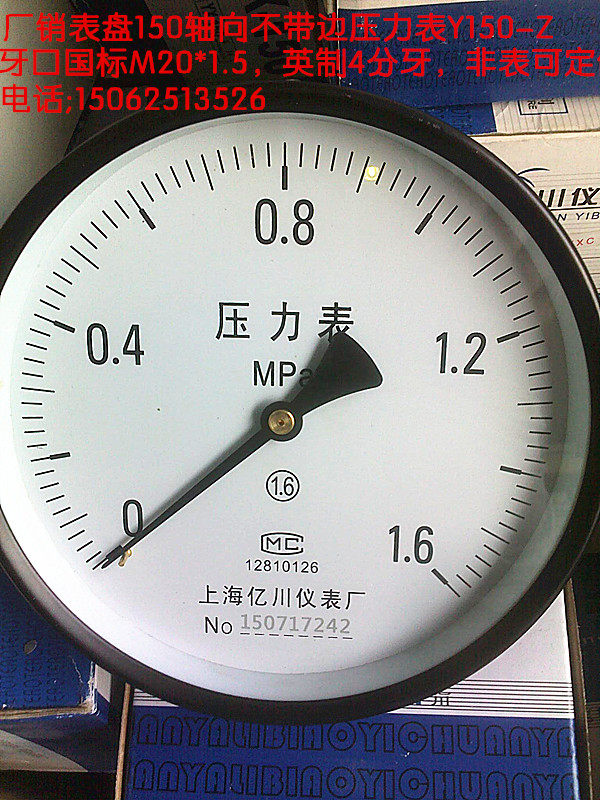 厂销表盘150轴向不带边压力表Y150-Z
牙口国标M20*1.5，英制4分牙，非表可定
电话;15062513526
川仪
0.8
压力表
0.4
1.2
MPa
1.6
0
1.6
MC
12810126
上海亿川仪表厂
No 150717242
ANYALIBIAOYICHUAN